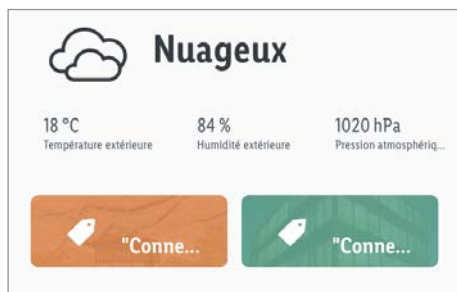 Nuageux
18 °C
84 %
1020 hPa
Température extérieure
Humidité extérieure
Pression atmosphériq...
"Conne...
"Conne...